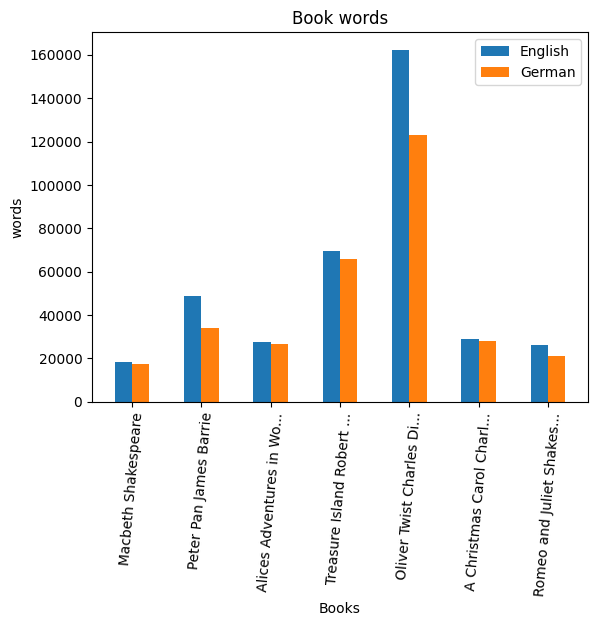 Book words
English
German
words
160000
140000
120000
100000
80000
60000
40000
20000
0
Macbeth Shakespeare
Peter Pan James Barrie
Alices Adventures in Wo...
Treasure Island Robert ...
Oliver Twist Charles Di...
A Christmas Carol Charl...
Romeo and Juliet Shakes...
Books